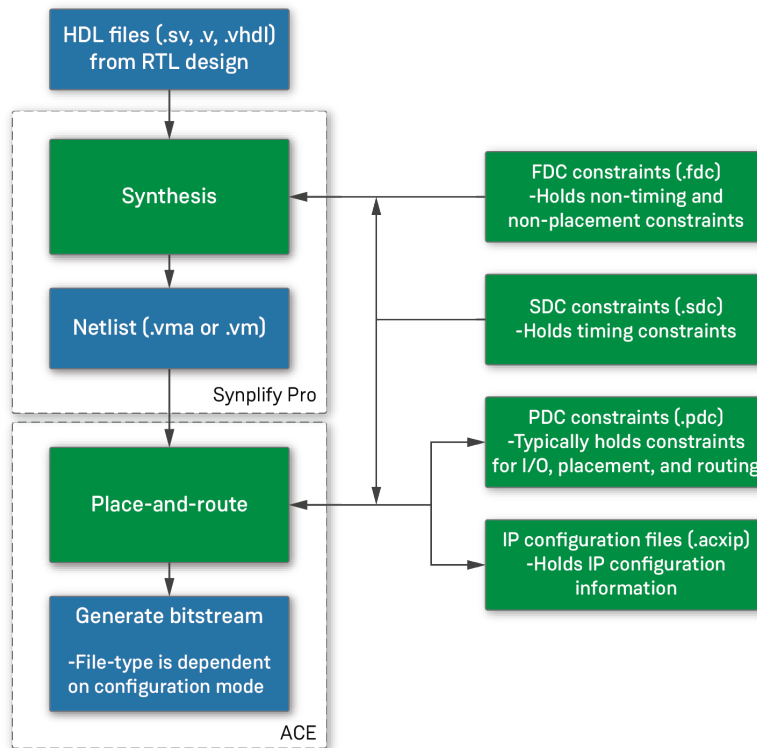 HDL files (.sv, .v, .vhdl)
from RTL design
Synthesis
Netlist (.vma or .vm)
Synplify Pro
Place-and-route
Generate bitstream
-File-type is dependent
on configuration mode
ACE
FDC constraints (.fdc)
-Holds non-timing and
non-placement constraints
SDC constraints (.sdc)
-Holds timing constraints
PDC constraints (.pdc)
-Typically holds constraints
for I/O, placement, and routing
IP configuration files (.acxip)
-Holds IP configuration
information